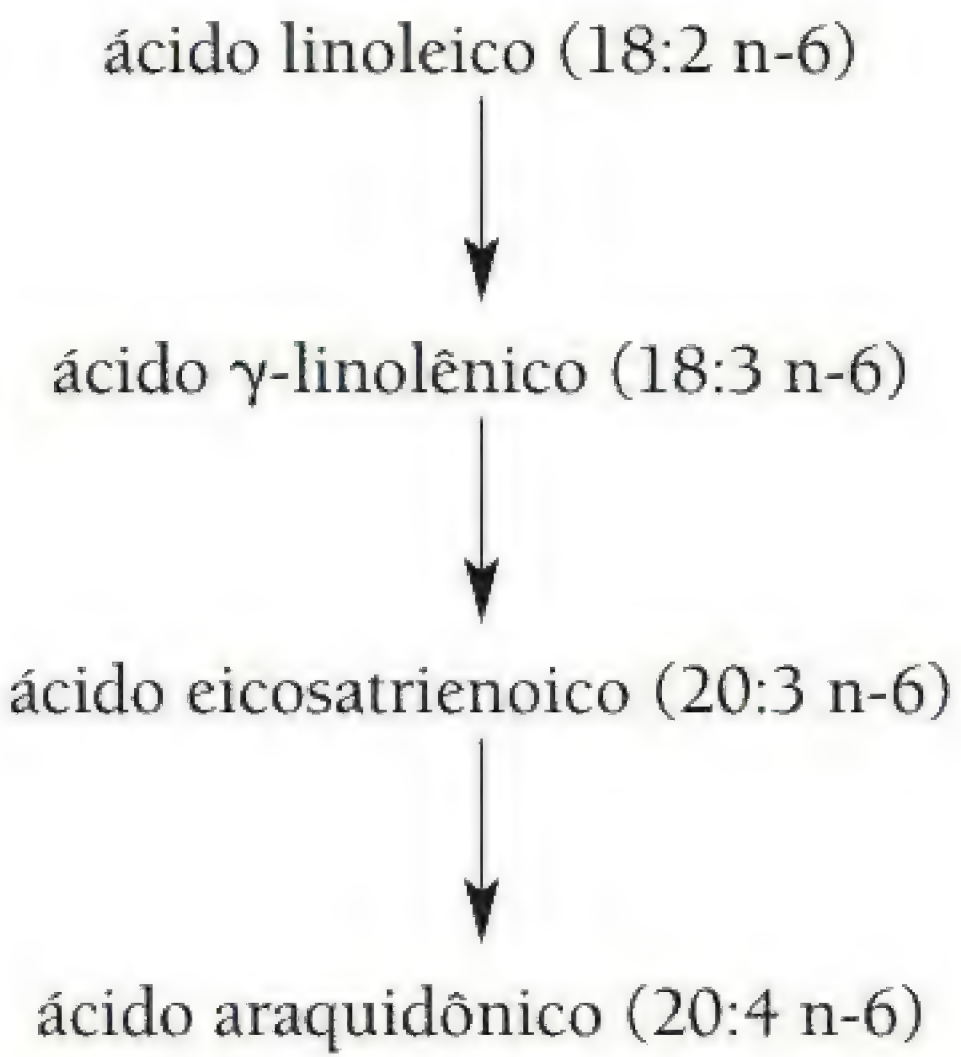 ácido linoleico (18:2 n-6)
ácido γ-linolênico (18:3 n-6)
ácido eicosatrienoico (20:3 n-6)
ácido araquidônico (20:4 n-6)